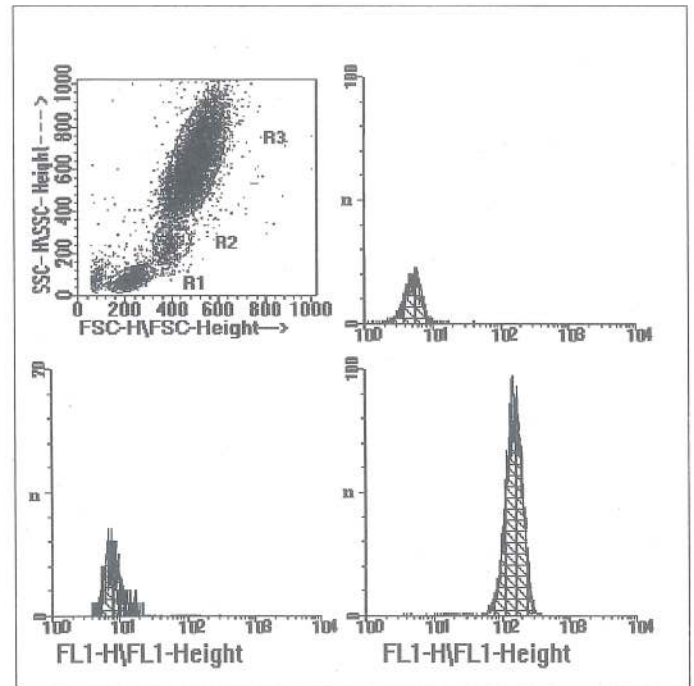 SSC-H\SSC-Height---->
0 200 400 600 800 1000
R3
R2
R1
0 200 400 600 800 1000
FSC-H\FSC-Height--->
100
n
0
10^0 10^1 10^2 10^3 10^4
20
n
0
10^0 10^1 10^2 10^3 10^4
FL1-H\FL1-Height
100
n
0
10^0 10^1 10^2 10^3 10^4
FL1-H\FL1-Height